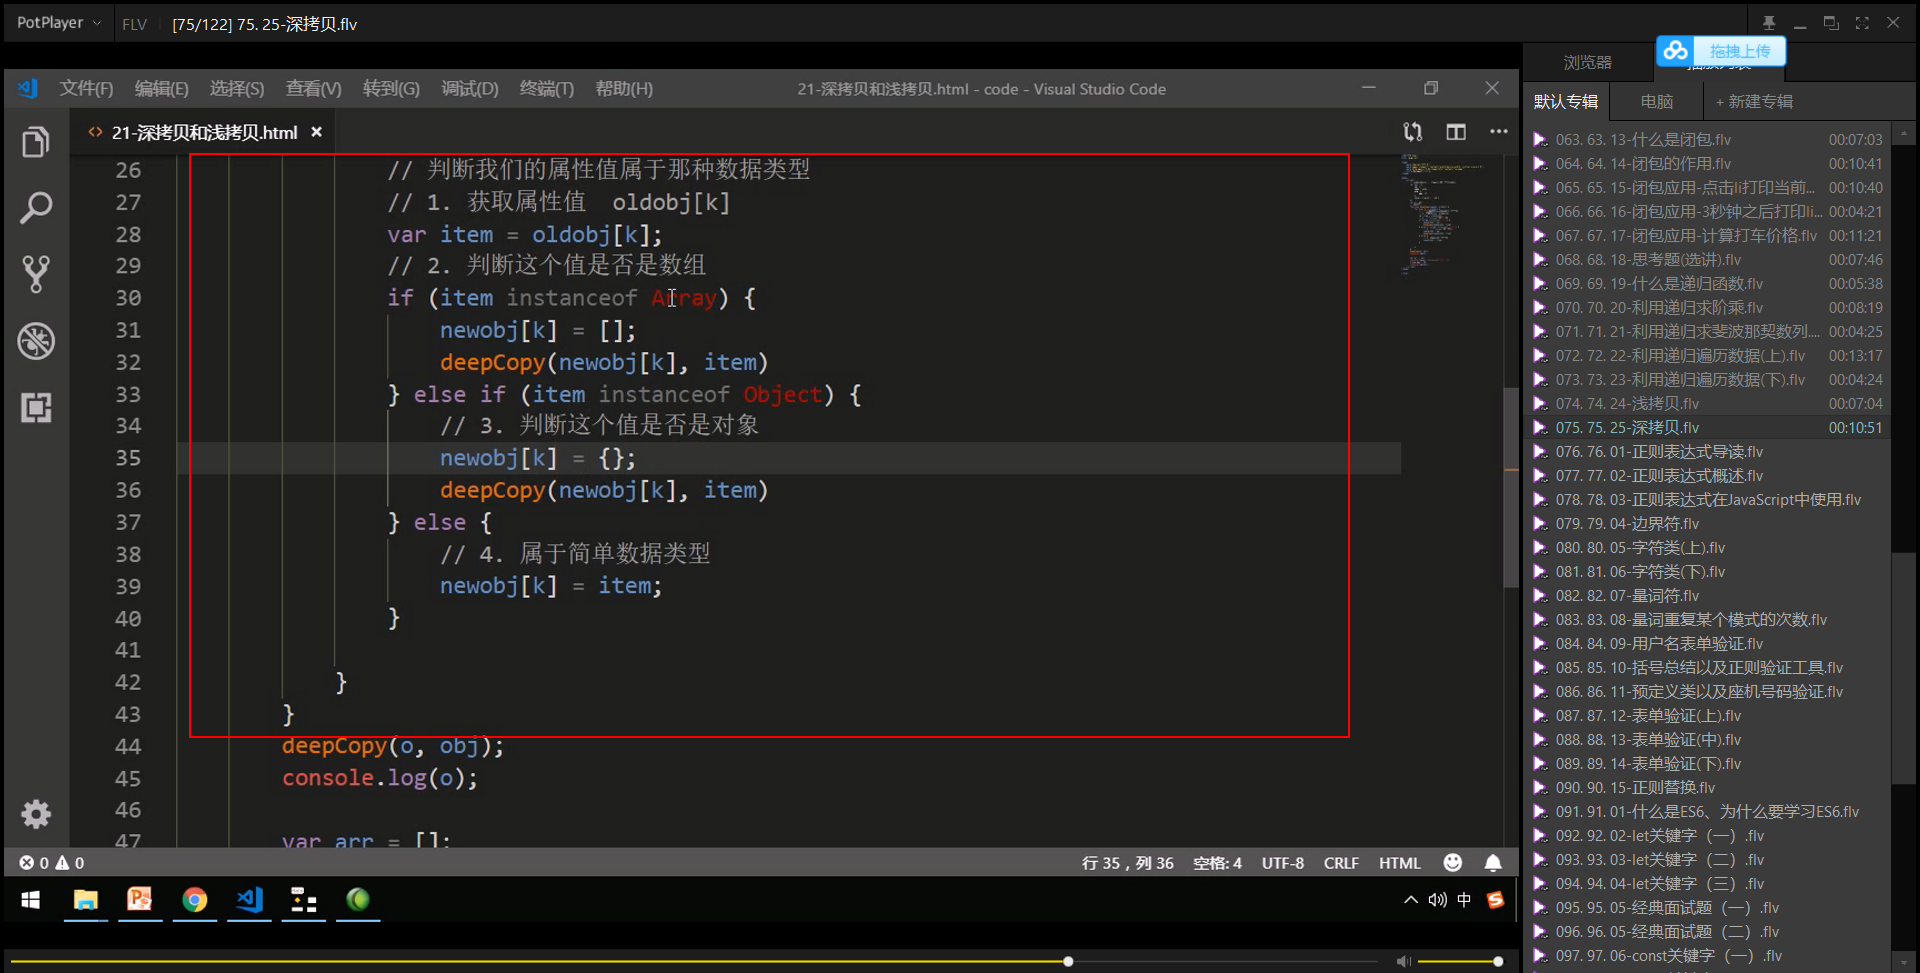 PotPlayer
FLV
[75/122] 75. 25-深拷贝.flv
拖拽上传
浏览器
文件(F)
编辑(E)
选择(S)
查看(V)
转到(G)
调试(D)
终端(T)
帮助(H)
21-深拷贝和浅拷贝.html - code - Visual Studio Code
默认专辑
电脑
+ 新建专辑
<> 21-深拷贝和浅拷贝.html ×
26 // 判断我们的属性值属于那种数据类型
27 // 1. 获取属性值 oldobj[k]
28 var item = oldobj[k];
29 // 2. 判断这个值是否是数组
30 if (item instanceof Array) {
31 newobj[k] = [];
32 deepCopy(newobj[k], item)
33 } else if (item instanceof Object) {
34 // 3. 判断这个值是否是对象
35 newobj[k] = {};
36 deepCopy(newobj[k], item)
37 } else {
38 // 4. 属于简单数据类型
39 newobj[k] = item;
40 }
41
42 }
43 }
44 deepCopy(o, obj);
45 console.log(o);
46
47 var arr = [];
0 0
行 35，列 36
空格: 4
UTF-8
CRLF
HTML
中
063. 63. 13-什么是闭包.flv 00:07:03
064. 64. 14-闭包的作用.flv 00:10:41
065. 65. 15-闭包应用-点击li打印当前... 00:10:40
066. 66. 16-闭包应用-3秒钟之后打印li... 00:04:21
067. 67. 17-闭包应用-计算打车价格.flv 00:11:21
068. 68. 18-思考题(选讲).flv 00:07:46
069. 69. 19-什么是递归函数.flv 00:05:38
070. 70. 20-利用递归求阶乘.flv 00:08:19
071. 71. 21-利用递归求斐波那契数列.... 00:04:25
072. 72. 22-利用递归遍历数据(上).flv 00:13:17
073. 73. 23-利用递归遍历数据(下).flv 00:04:24
074. 74. 24-浅拷贝.flv 00:07:04
075. 75. 25-深拷贝.flv 00:10:51
076. 76. 01-正则表达式导读.flv
077. 77. 02-正则表达式概述.flv
078. 78. 03-正则表达式在JavaScript中使用.flv
079. 79. 04-边界符.flv
080. 80. 05-字符类(上).flv
081. 81. 06-字符类(下).flv
082. 82. 07-量词符.flv
083. 83. 08-量词重复某个模式的次数.flv
084. 84. 09-用户名表单验证.flv
085. 85. 10-括号总结以及正则验证工具.flv
086. 86. 11-预定义类以及座机号码验证.flv
087. 87. 12-表单验证(上).flv
088. 88. 13-表单验证(中).flv
089. 89. 14-表单验证(下).flv
090. 90. 15-正则替换.flv
091. 91. 01-什么是ES6、为什么要学习ES6.flv
092. 92. 02-let关键字（一）.flv
093. 93. 03-let关键字（二）.flv
094. 94. 04-let关键字（三）.flv
095. 95. 05-经典面试题（一）.flv
096. 96. 05-经典面试题（二）.flv
097. 97. 06-const关键字（一）.flv